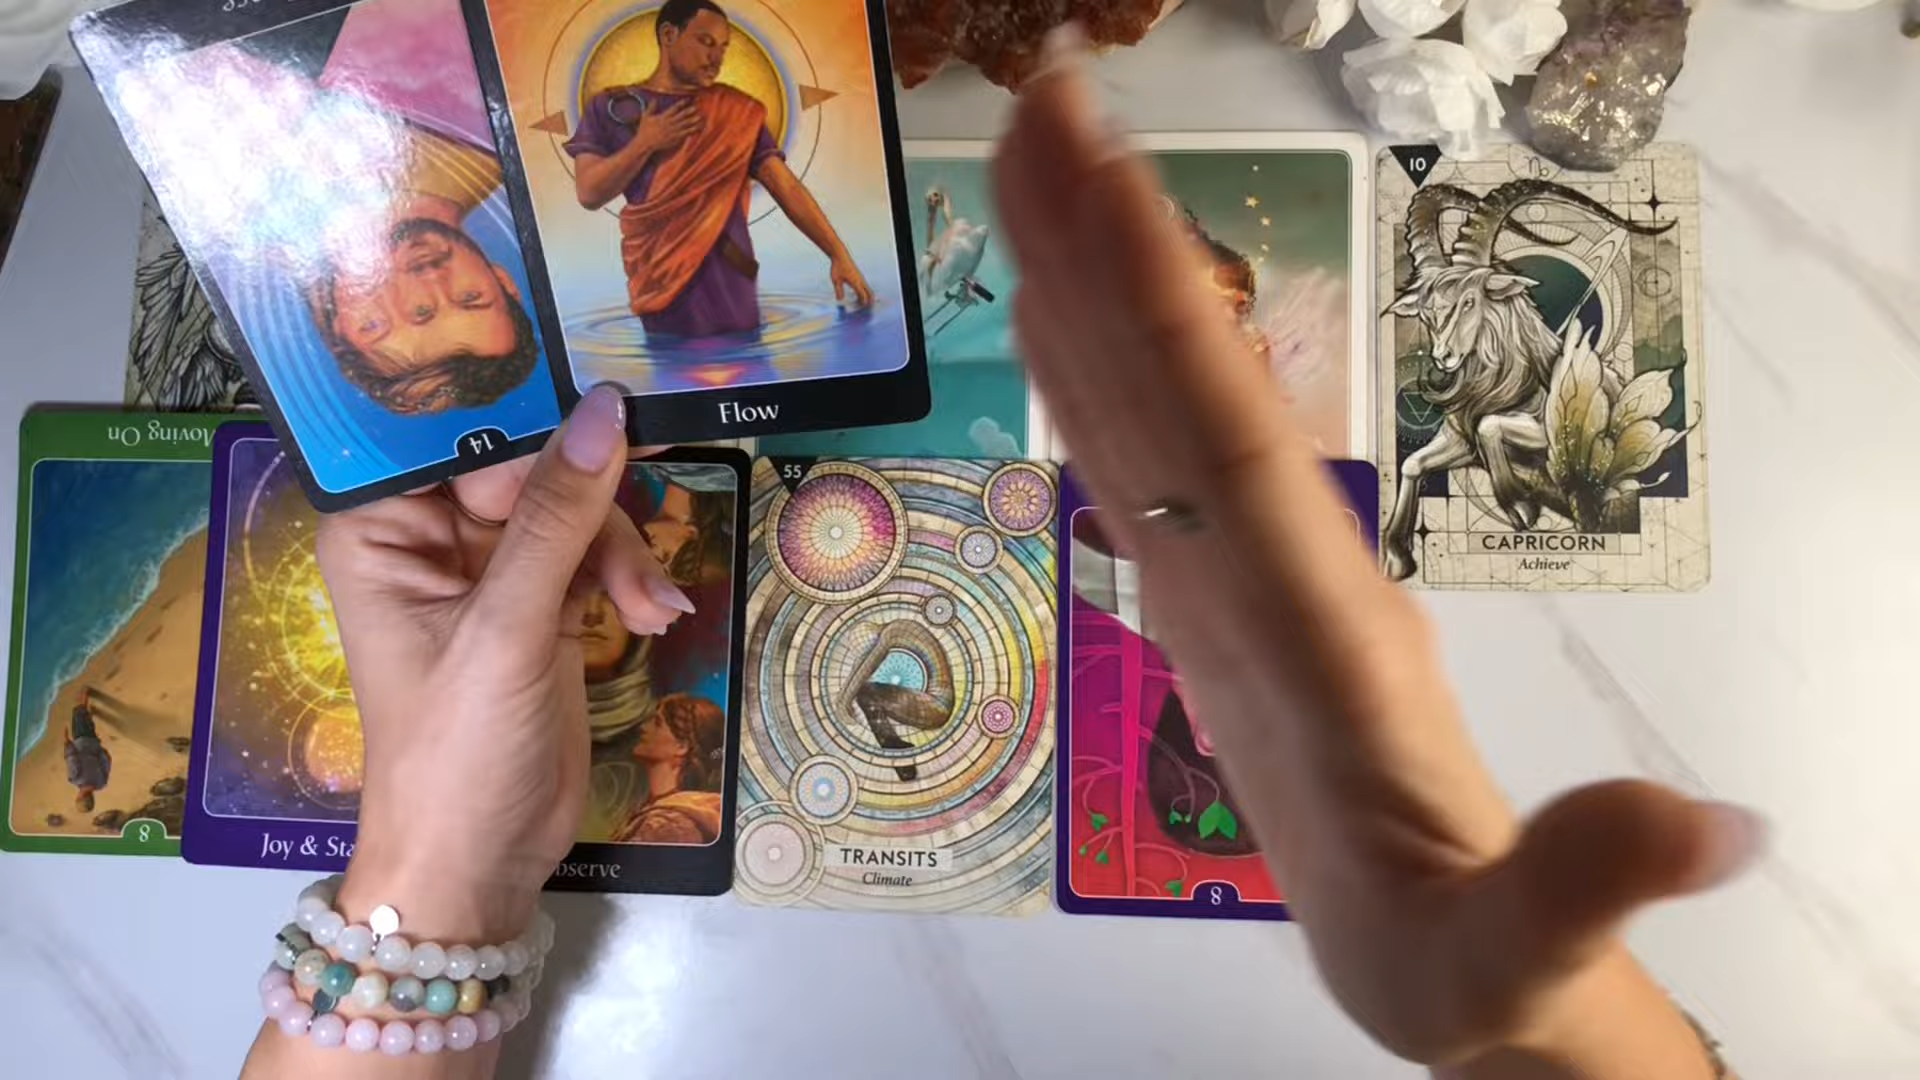 Flow
14
10
CAPRICORN
Achieve
Moving On
8
Joy & Sta
bserve
55
TRANSITS
Climate
8